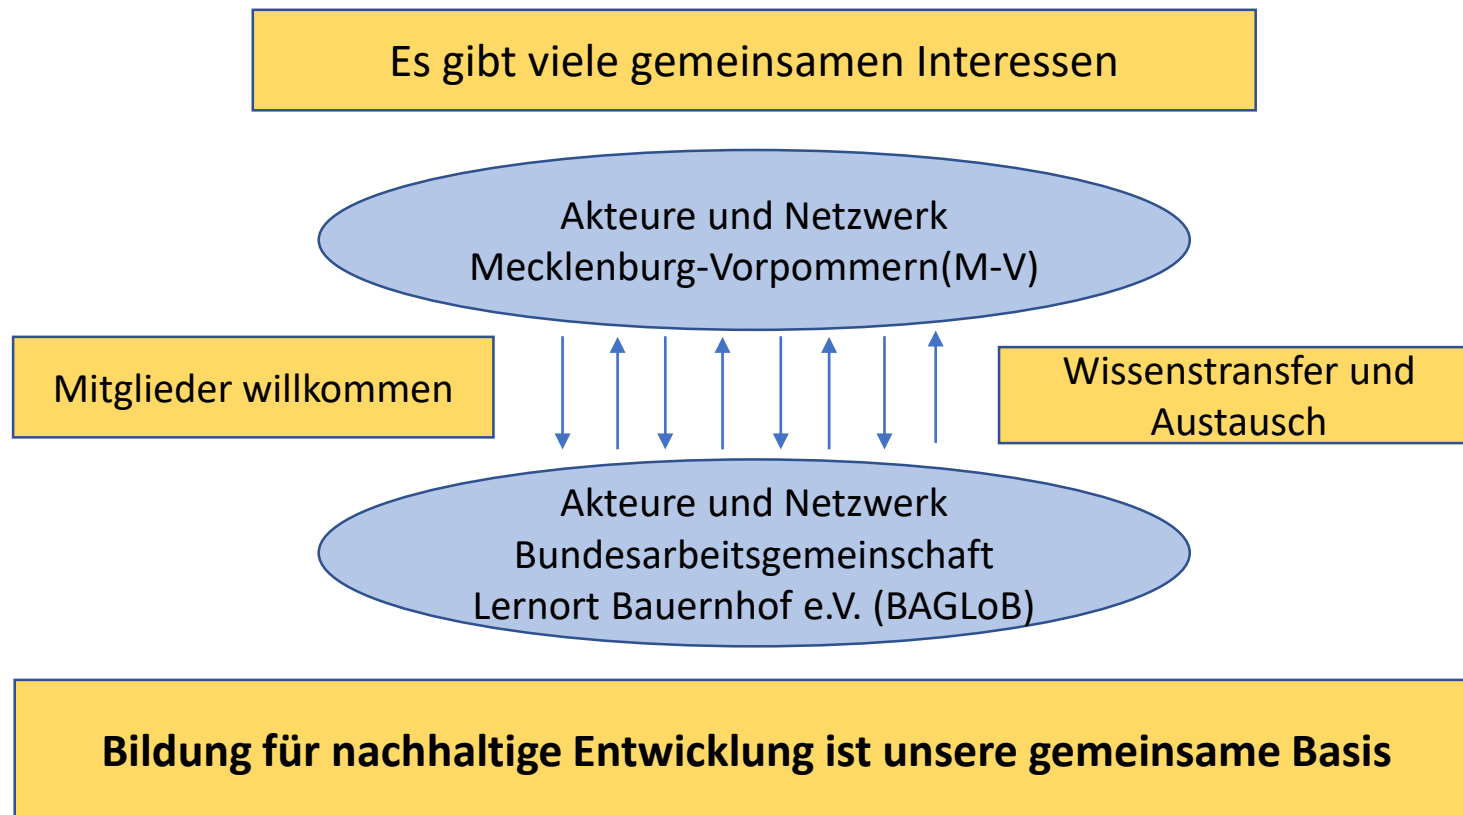 Es gibt viele gemeinsamen Interessen
Akteure und Netzwerk
Mecklenburg-Vorpommern(M-V)
Mitglieder willkommen
Wissenstransfer und
Austausch
Akteure und Netzwerk
Bundesarbeitsgemeinschaft
Lernort Bauernhof e.V. (BAGLoB)
Bildung für nachhaltige Entwicklung ist unsere gemeinsame Basis